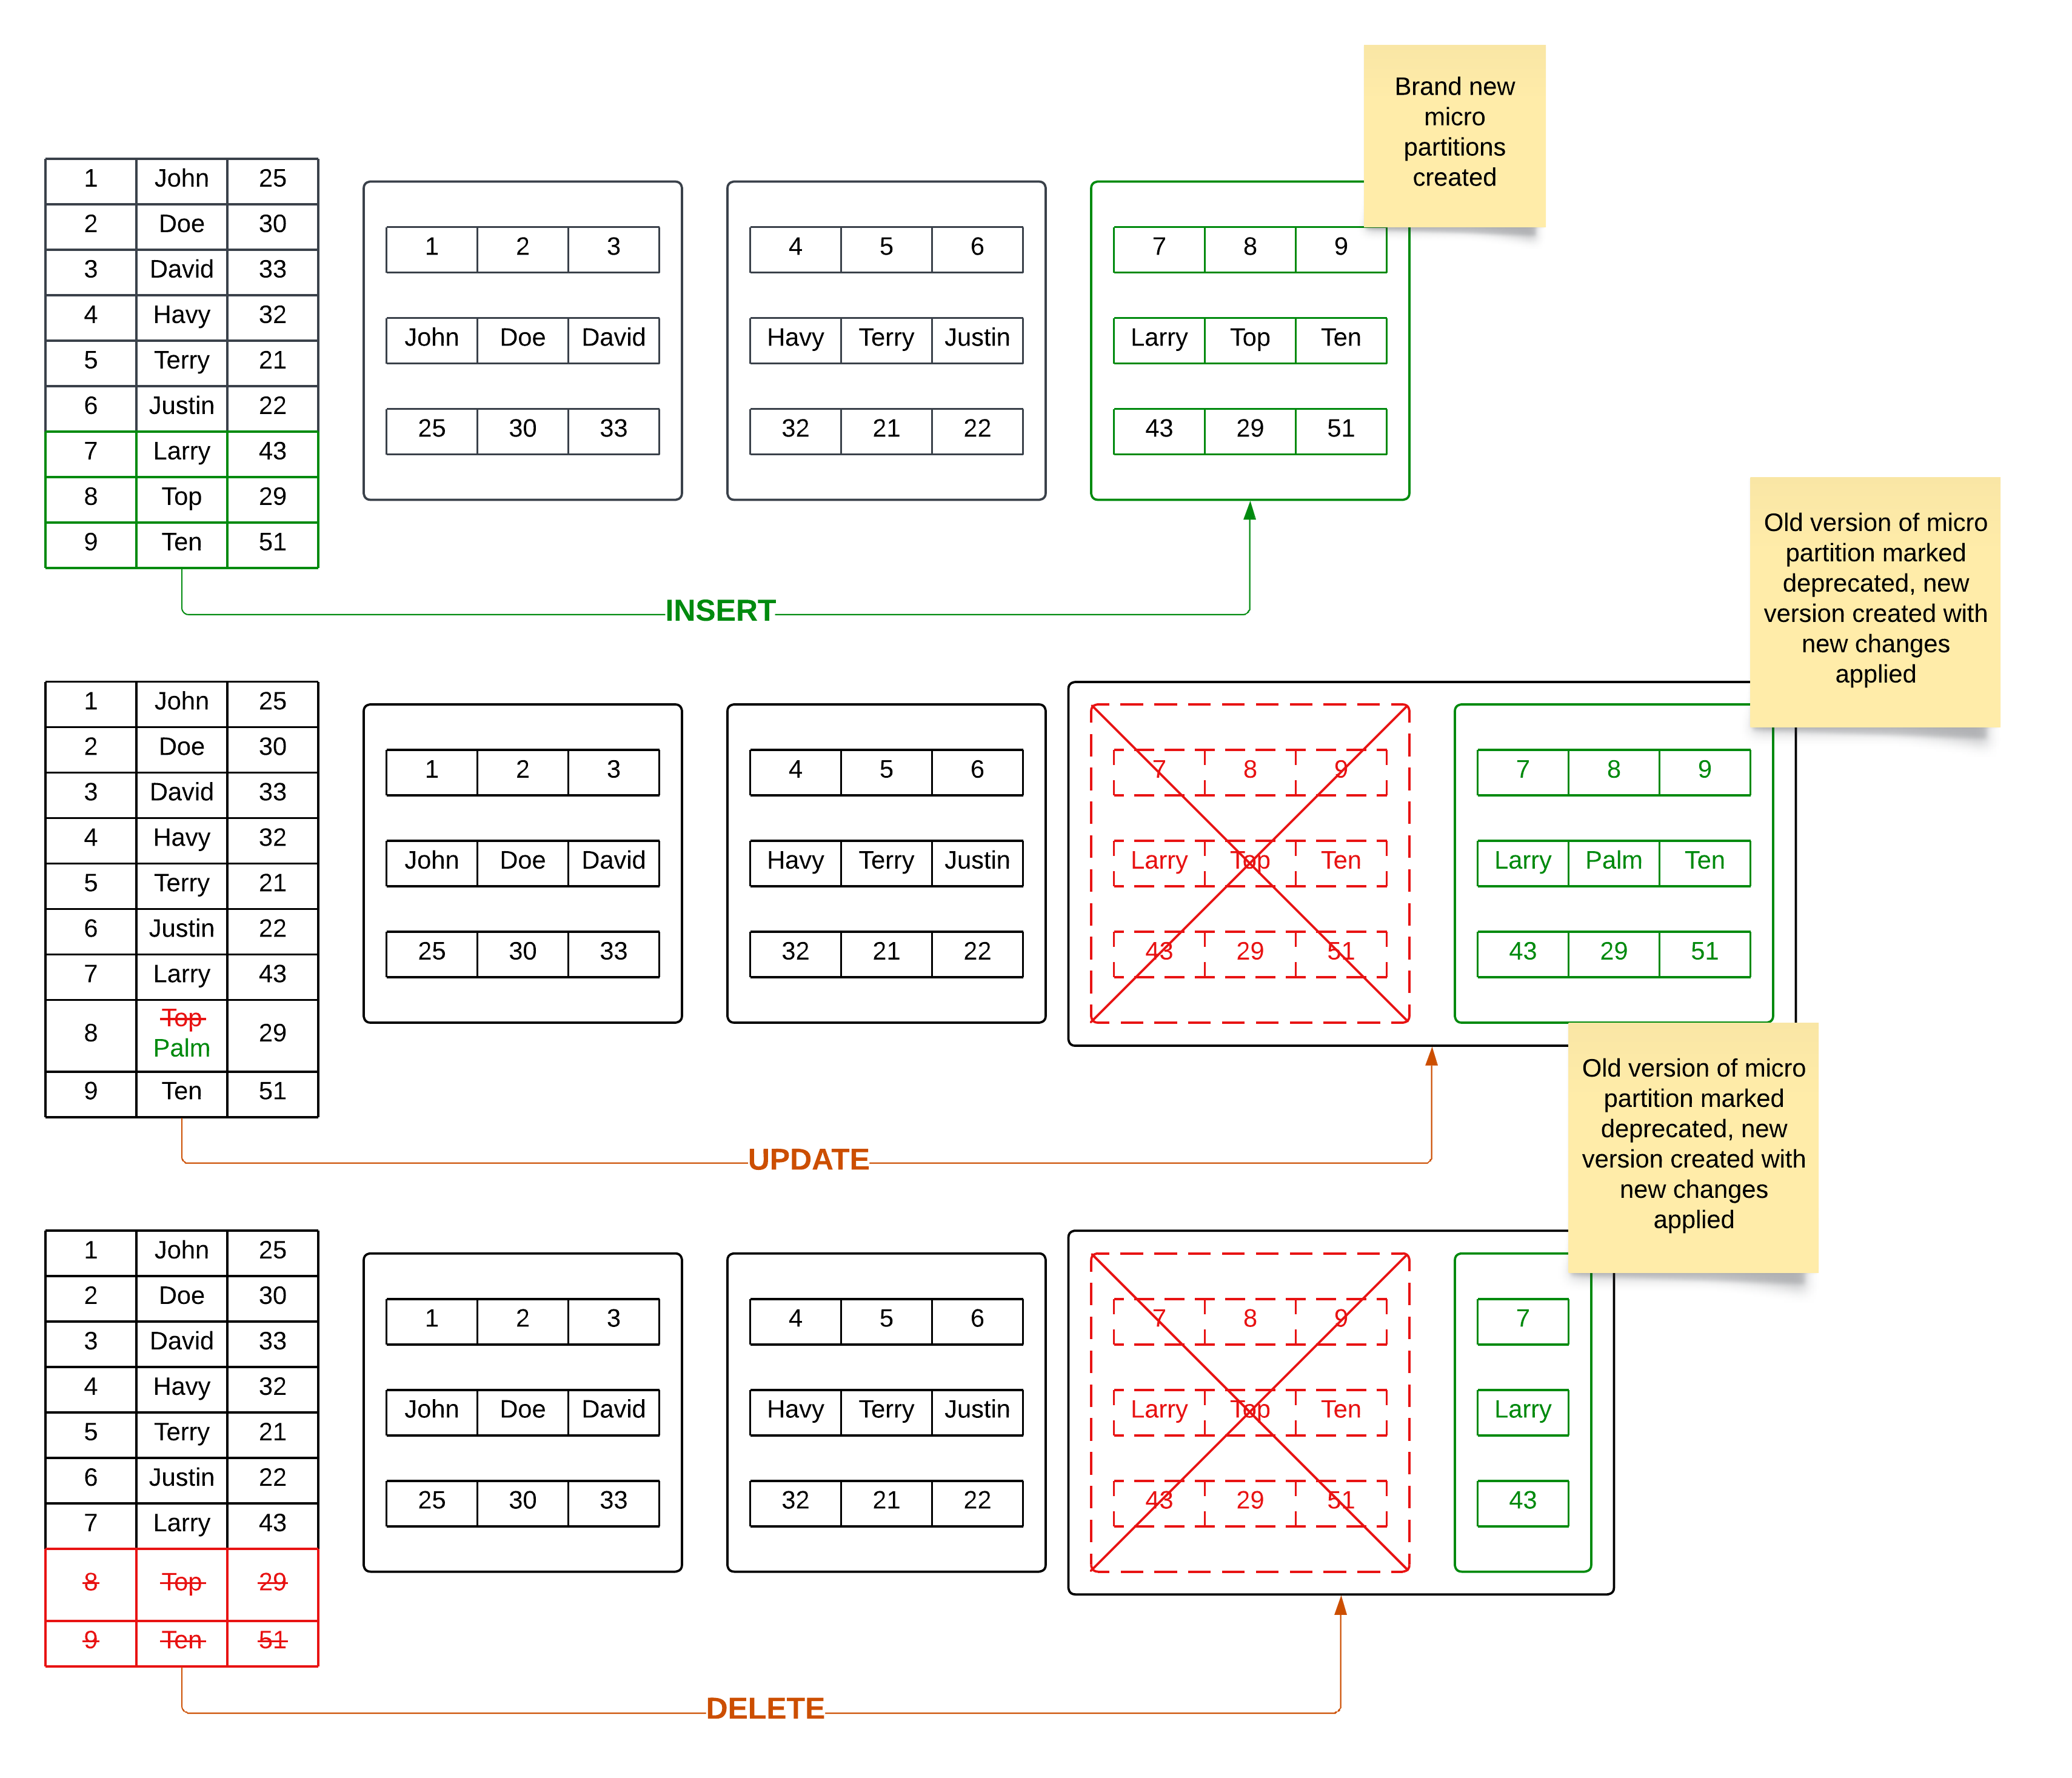 Brand new
micro
partitions
created
1 John 25
2 Doe 30
3 David 33
4 Havy 32
5 Terry 21
6 Justin 22
7 Larry 43
8 Top 29
9 Ten 51
1 2 3
John Doe David
25 30 33
4 5 6
Havy Terry Justin
32 21 22
7 8 9
Larry Top Ten
43 29 51
INSERT
Old version of micro
partition marked
deprecated, new
version created with
new changes
applied
1 John 25
2 Doe 30
3 David 33
4 Havy 32
5 Terry 21
6 Justin 22
7 Larry 43
8 Top Palm 29
9 Ten 51
1 2 3
John Doe David
25 30 33
4 5 6
Havy Terry Justin
32 21 22
7 8 9
Larry Top Ten
43 29 51
7 8 9
Larry Palm Ten
43 29 51
UPDATE
Old version of micro
partition marked
deprecated, new
version created with
new changes
applied
1 John 25
2 Doe 30
3 David 33
4 Havy 32
5 Terry 21
6 Justin 22
7 Larry 43
8 Top 29
9 Ten 51
1 2 3
John Doe David
25 30 33
4 5 6
Havy Terry Justin
32 21 22
7 8 9
Larry Top Ten
43 29 51
7
Larry
43
DELETE